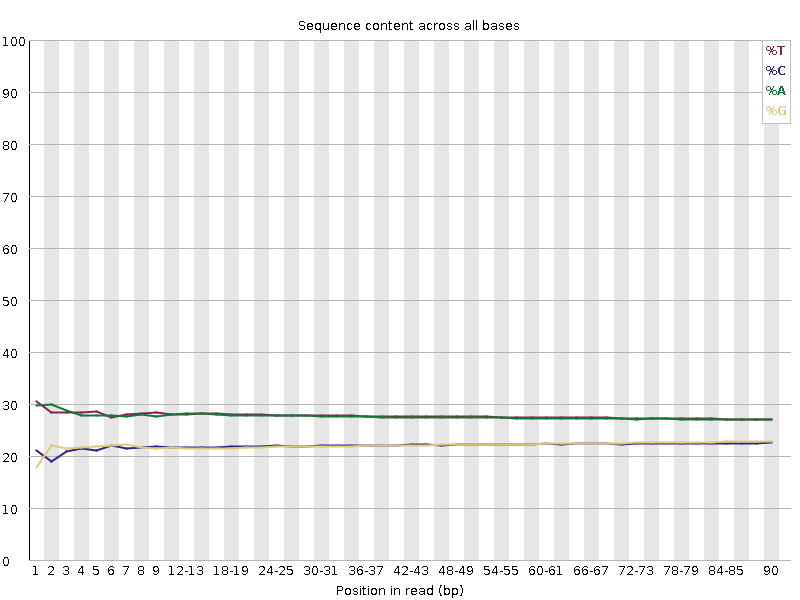 Sequence content across all bases
100
90
80
70
60
50
40
30
20
10
0
%T
%C
%A
%G
1 2 3 4 5 6 7 8 9 12-13 18-19 24-25 30-31 36-37 42-43 48-49 54-55 60-61 66-67 72-73 78-79 84-85 90
Position in read (bp)